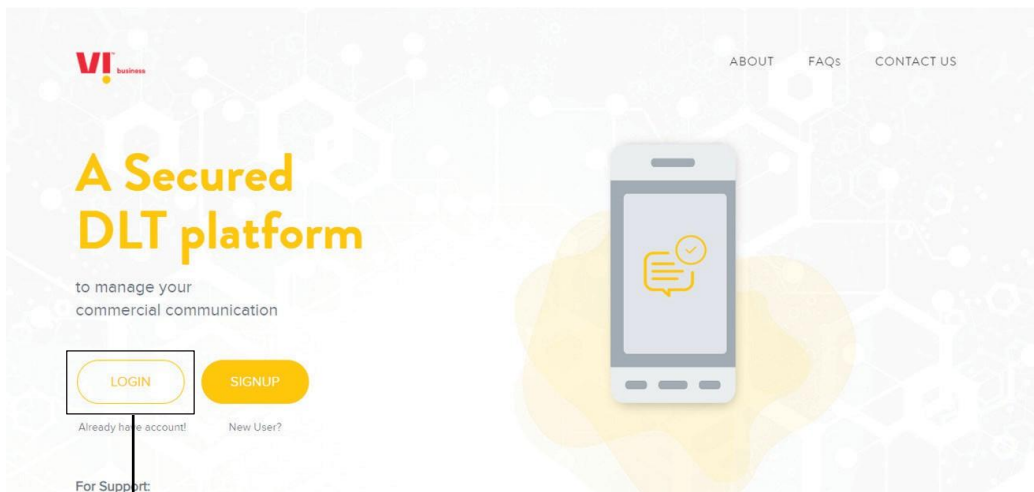 VI™ business
ABOUT FAQs CONTACT US
A Secured
DLT platform
to manage your
commercial communication
LOGIN SIGNUP
Already have account! New User?
For Support: